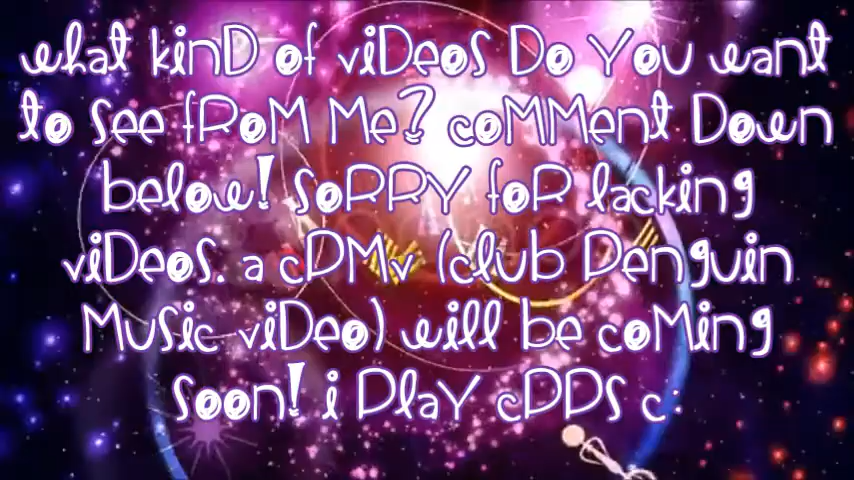 what kinD of viDeos Do You want
to see fRoM Me? coMMent Down
below! soRRY foR lacking
viDeos. a cPMv (club Penguin
Music viDeo) will be coMing
soon! i PlaY cPPS c: